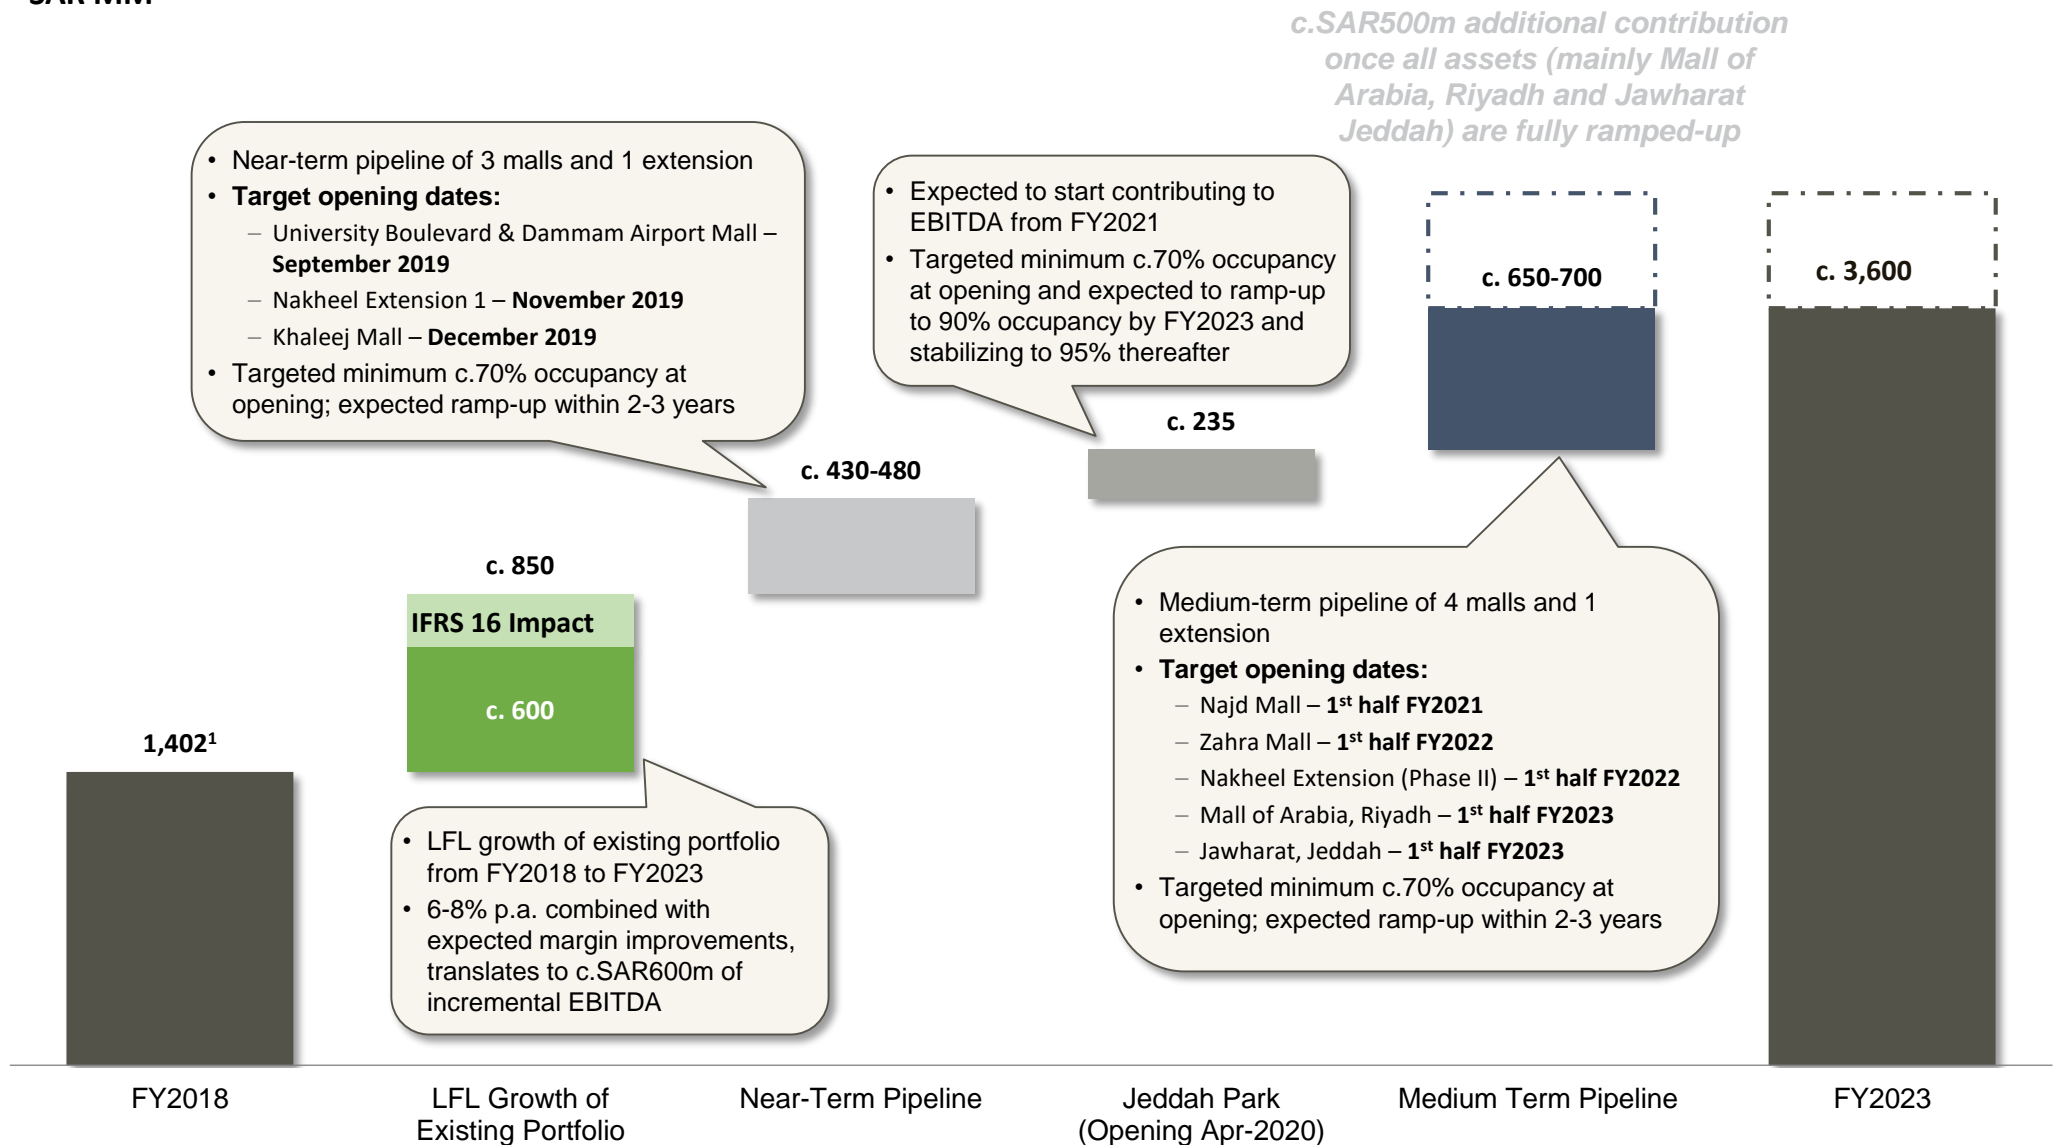 SAR MM
c.SAR500m additional contribution
once all assets (mainly Mall of
Arabia, Riyadh and Jawharat
Jeddah) are fully ramped-up
• Near-term pipeline of 3 malls and 1 extension
• Target opening dates:
– University Boulevard & Dammam Airport Mall –
September 2019
– Nakheel Extension 1 – November 2019
– Khaleej Mall – December 2019
• Targeted minimum c.70% occupancy at
opening; expected ramp-up within 2-3 years
• Expected to start contributing to
EBITDA from FY2021
• Targeted minimum c.70% occupancy
at opening and expected to ramp-up
to 90% occupancy by FY2023 and
stabilizing to 95% thereafter
c. 650-700
c. 3,600
c. 235
c. 430-480
c. 850
IFRS 16 Impact
c. 600
1,402¹
• Medium-term pipeline of 4 malls and 1
extension
• Target opening dates:
– Najd Mall – 1st half FY2021
– Zahra Mall – 1st half FY2022
– Nakheel Extension (Phase II) – 1st half FY2022
– Mall of Arabia, Riyadh – 1st half FY2023
– Jawharat, Jeddah – 1st half FY2023
• Targeted minimum c.70% occupancy at
opening; expected ramp-up within 2-3 years
• LFL growth of existing portfolio
from FY2018 to FY2023
• 6-8% p.a. combined with
expected margin improvements,
translates to c.SAR600m of
incremental EBITDA
FY2018
LFL Growth of
Existing Portfolio
Near-Term Pipeline
Jeddah Park
(Opening Apr-2020)
Medium Term Pipeline
FY2023